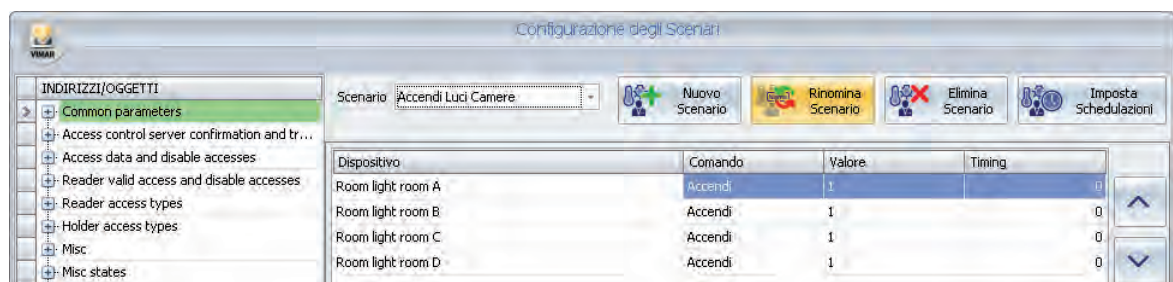 Configurazione degli Scenari
VIMAR
INDIRIZZI/OGGETTI
Common parameters
Access control server confirmation and tr...
Access data and disable accesses
Reader valid access and disable accesses
Reader access types
Holder access types
Misc
Misc states
Scenario Accendi Luci Camere
Nuovo
Scenario
Rinomina
Scenario
Elimina
Scenario
Imposta
Schedulazioni
Dispositivo Comando Valore Timing
Room light room A Accendi 1 0
Room light room B Accendi 1 0
Room light room C Accendi 1 0
Room light room D Accendi 1 0